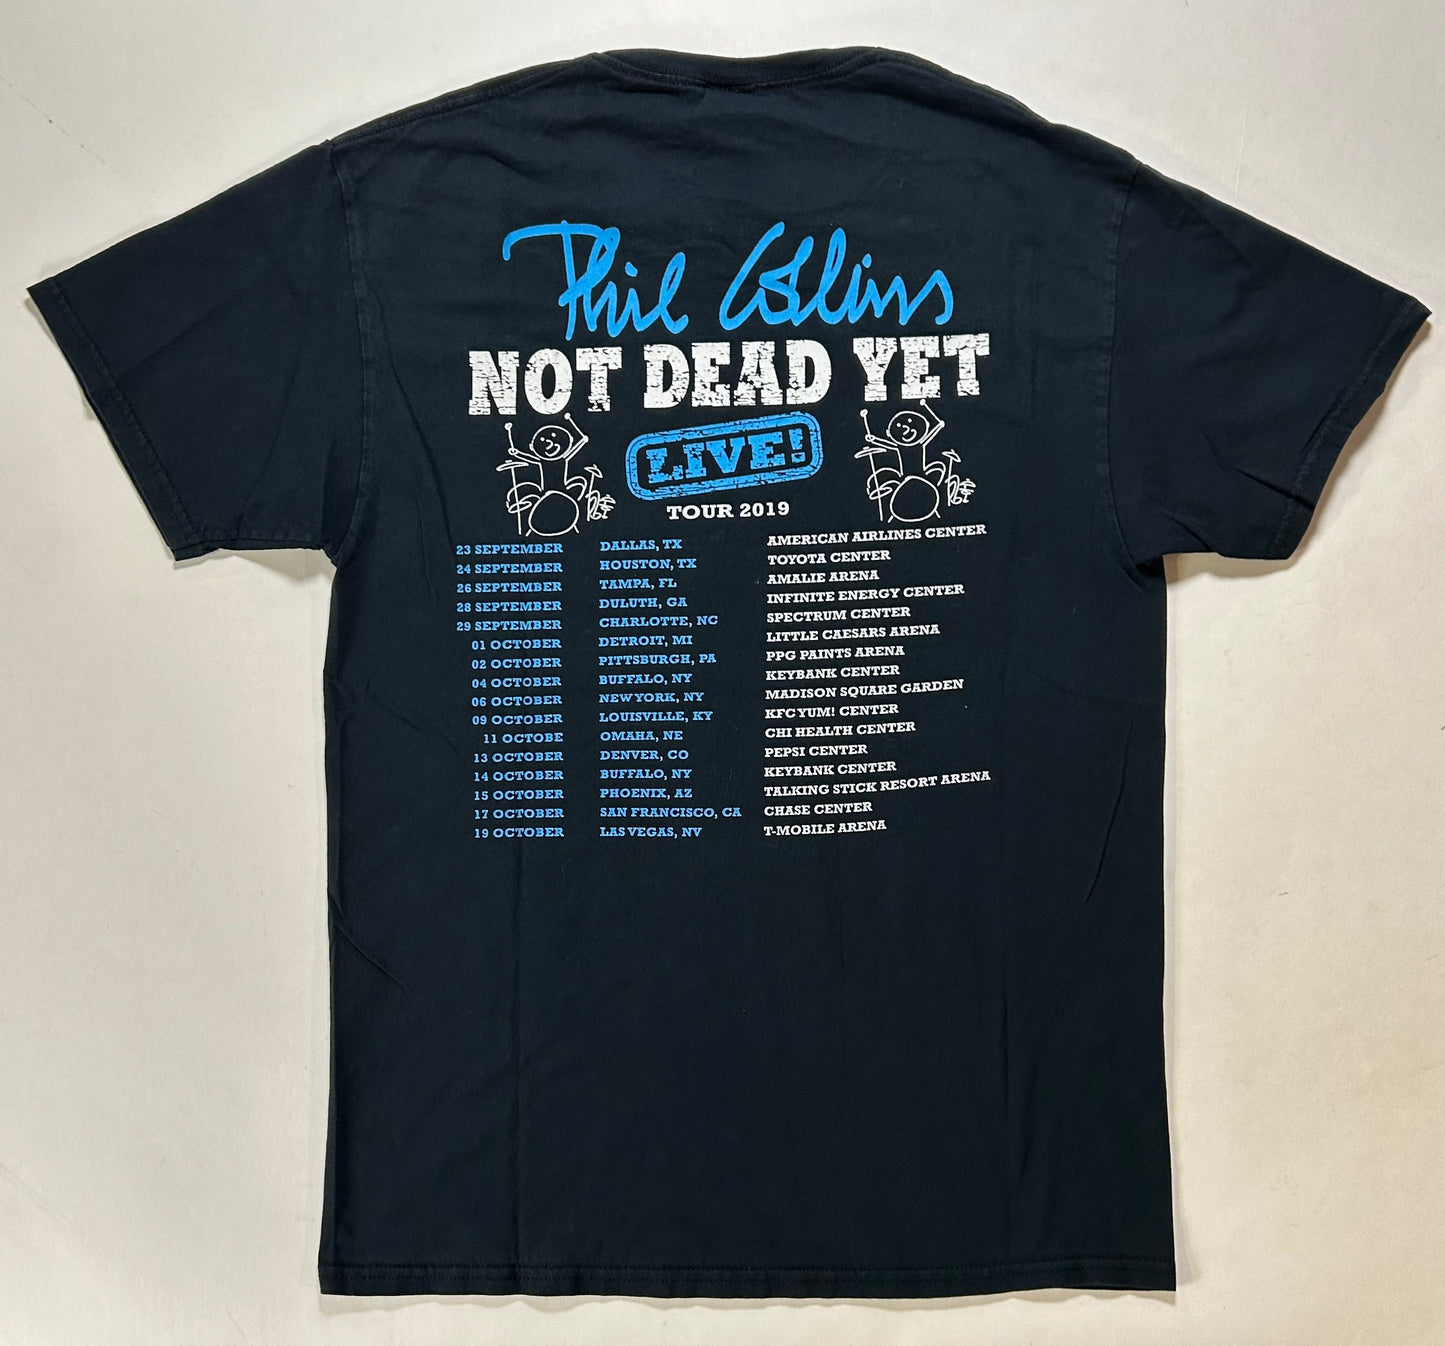 Phil Collins
NOT DEAD YET
LIVE!
TOUR 2019
23 SEPTEMBER DALLAS, TX AMERICAN AIRLINES CENTER
24 SEPTEMBER HOUSTON, TX TOYOTA CENTER
26 SEPTEMBER TAMPA, FL AMALIE ARENA
28 SEPTEMBER DULUTH, GA INFINITE ENERGY CENTER
29 SEPTEMBER CHARLOTTE, NC SPECTRUM CENTER
01 OCTOBER DETROIT, MI LITTLE CAESARS ARENA
02 OCTOBER PITTSBURGH, PA PPG PAINTS ARENA
04 OCTOBER BUFFALO, NY KEYBANK CENTER
06 OCTOBER NEW YORK, NY MADISON SQUARE GARDEN
09 OCTOBER LOUISVILLE, KY KFC YUM! CENTER
11 OCTOBE OMAHA, NE CHI HEALTH CENTER
13 OCTOBER DENVER, CO PEPSI CENTER
14 OCTOBER BUFFALO, NY KEYBANK CENTER
15 OCTOBER PHOENIX, AZ TALKING STICK RESORT ARENA
17 OCTOBER SAN FRANCISCO, CA CHASE CENTER
19 OCTOBER LAS VEGAS, NV T-MOBILE ARENA